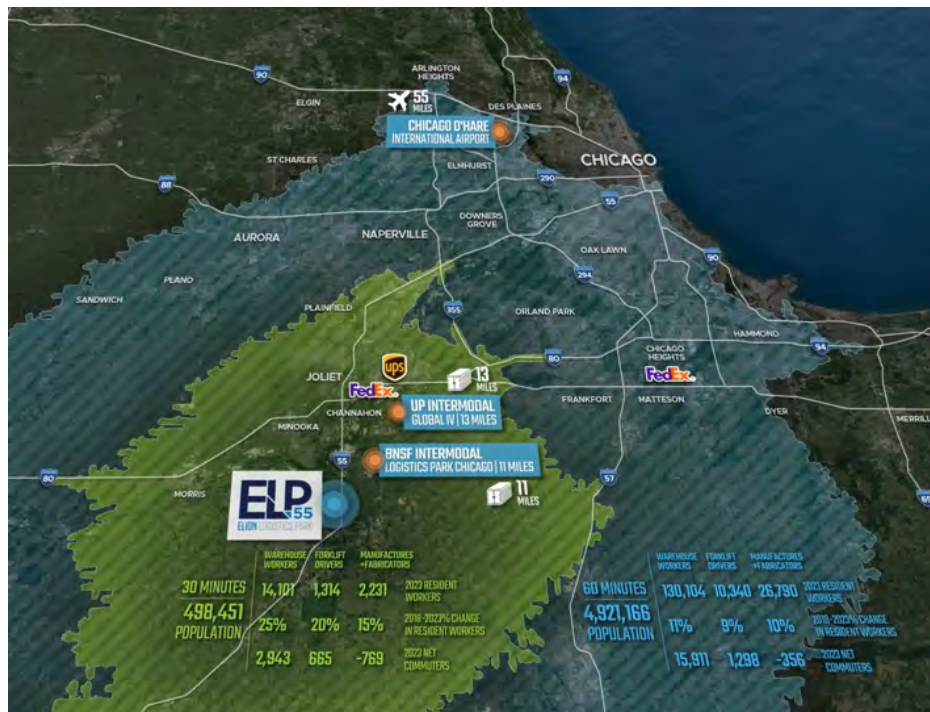 ARLINGTON
HEIGHTS
90
94
ELGIN
55
MILES
DES PLAINES
CHICAGO O'HARE
INTERNATIONAL AIRPORT
ST CHARLES
ELMHURST
CHICAGO
88
290
55
DOWNERS
GROVE
AURORA
NAPERVILLE
OAK LAWN
90
PLANO
294
SANDWICH
PLAINFIELD
355
ORLAND PARK
HAMMOND
94
80
CHICAGO
HEIGHTS
ups
JOLIET
13
MILES
FedEx
FedEx
UP INTERMODAL
GLOBAL IV | 13 MILES
CHANNAHON
FRANKFORT
MATTESON
DYER
MINOOKA
MERRILL
BNSF INTERMODAL
LOGISTICS PARK CHICAGO | 11 MILES
55
80
57
65
MORRIS
11
MILES
ELP
55
ELION LOGISTICS PARK
WAREHOUSE WORKERS FORKLIFT DRIVERS MANUFACTURES +FABRICATORS
30 MINUTES 14,101 1,314 2,231 2023 RESIDENT WORKERS
498,451
POPULATION
25% 20% 15% 2018-2023% CHANGE IN RESIDENT WORKERS
2,943 665 -769 2023 NET COMMUTERS
WAREHOUSE WORKERS FORKLIFT DRIVERS MANUFACTURES +FABRICATORS
60 MINUTES 130,104 10,340 26,790 2023 RESIDENT WORKERS
4,921,166
POPULATION
11% 9% 10% 2018-2023% CHANGE IN RESIDENT WORKERS
15,911 1,298 -356 2023 NET COMMUTERS